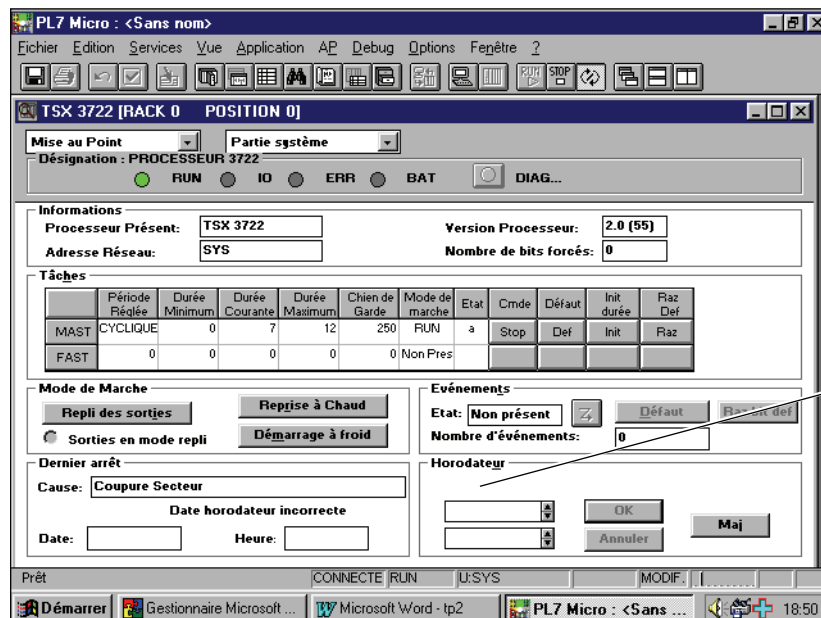 PL7 Micro : <Sans nom>
Fichier Edition Services Vue Application AP Debug Options Fenêtre ?
RUN STOP
TSX 3722 [RACK 0 POSITION 0]
Mise au Point Partie système
Désignation : PROCESSEUR 3722
RUN IO ERR BAT DIAG...
Informations
Processeur Présent: TSX 3722 Version Processeur: 2.0 (55)
Adresse Réseau: SYS Nombre de bits forcés: 0
Tâches
Période Réglée Durée Minimum Durée Courante Durée Maximum Chien de Garde Mode de marche Etat Cmde Défaut Init durée Raz Def
MAST CYCLIQUE 0 7 12 250 RUN a Stop Def Init Raz
FAST 0 0 0 0 0 Non Pres
Mode de Marche
Repli des sorties Reprise à Chaud
Sorties en mode repli Démarrage à froid
Evénements
Etat: Non présent Défaut Raz bit def
Nombre d'événements: 0
Dernier arrêt
Cause: Coupure Secteur
Date horodateur incorrecte
Date: Heure:
Horodateur
OK
Annuler
Maj
Prêt CONNECTE RUN U:SYS MODIF.
Démarrer Gestionnaire Microsoft ... Microsoft Word - tp2 PL7 Micro : <Sans ... 18:50